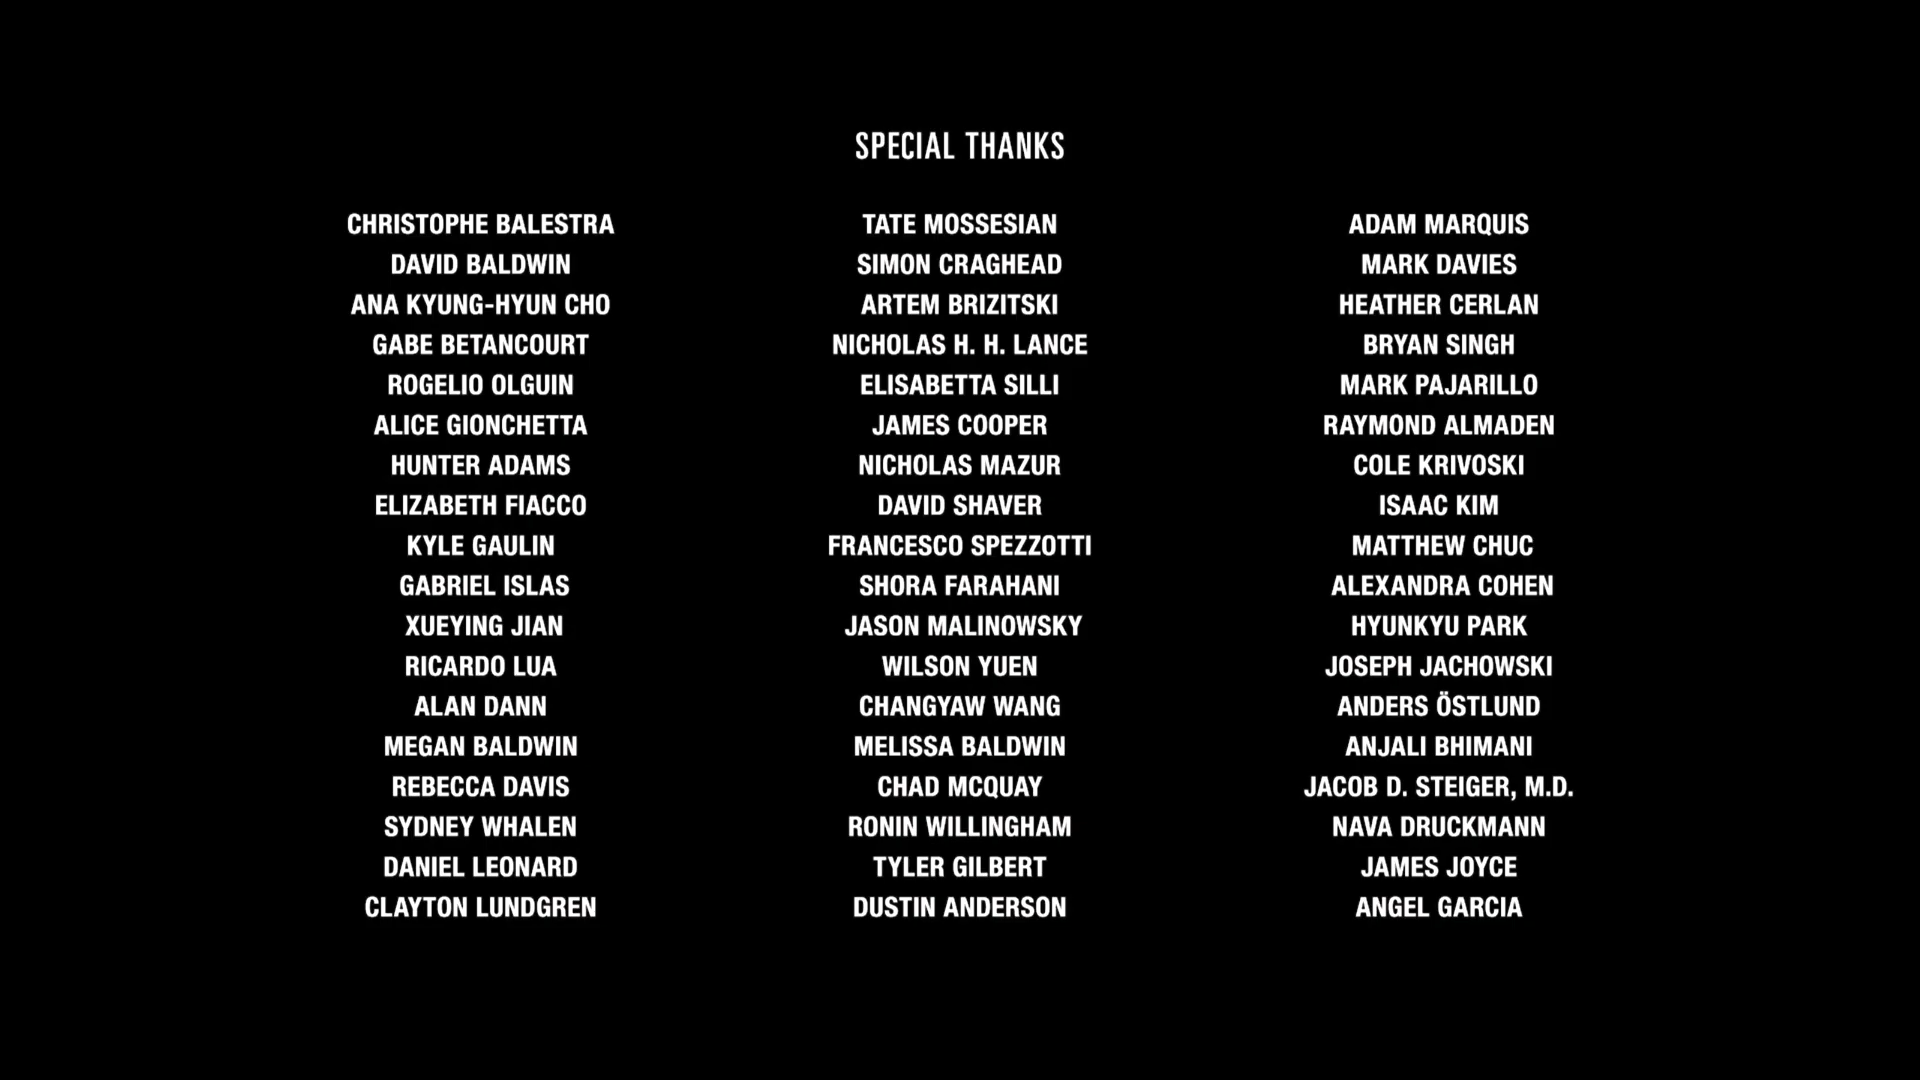 SPECIAL THANKS
CHRISTOPHE BALESTRA
DAVID BALDWIN
ANA KYUNG-HYUN CHO
GABE BETANCOURT
ROGELIO OLGUIN
ALICE GIONCHETTA
HUNTER ADAMS
ELIZABETH FIACCO
KYLE GAULIN
GABRIEL ISLAS
XUEYING JIAN
RICARDO LUA
ALAN DANN
MEGAN BALDWIN
REBECCA DAVIS
SYDNEY WHALEN
DANIEL LEONARD
CLAYTON LUNDGREN
TATE MOSSESIAN
SIMON CRAGHEAD
ARTEM BRIZITSKI
NICHOLAS H. H. LANCE
ELISABETTA SILLI
JAMES COOPER
NICHOLAS MAZUR
DAVID SHAVER
FRANCESCO SPEZZOTTI
SHORA FARAHANI
JASON MALINOWSKY
WILSON YUEN
CHANGYAW WANG
MELISSA BALDWIN
CHAD MCQUAY
RONIN WILLINGHAM
TYLER GILBERT
DUSTIN ANDERSON
ADAM MARQUIS
MARK DAVIES
HEATHER CERLAN
BRYAN SINGH
MARK PAJARILLO
RAYMOND ALMADEN
COLE KRIVOSKI
ISAAC KIM
MATTHEW CHUC
ALEXANDRA COHEN
HYUNKYU PARK
JOSEPH JACHOWSKI
ANDERS ÖSTLUND
ANJALI BHIMANI
JACOB D. STEIGER, M.D.
NAVA DRUCKMANN
JAMES JOYCE
ANGEL GARCIA